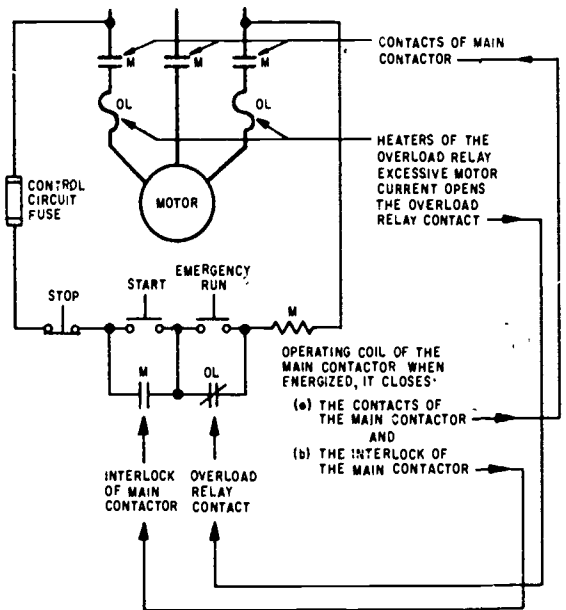 M
M
M
CONTACTS OF MAIN
CONTACTOR
OL
OL
HEATERS OF THE
OVERLOAD RELAY
EXCESSIVE MOTOR
CURRENT OPENS
THE OVERLOAD
RELAY CONTACT
CONTROL
CIRCUIT
FUSE
MOTOR
STOP
START
EMERGENCY
RUN
M
OPERATING COIL OF THE
MAIN CONTACTOR WHEN
ENERGIZED, IT CLOSES:
(a) THE CONTACTS OF
THE MAIN CONTACTOR
AND
(b) THE INTERLOCK OF
THE MAIN CONTACTOR
M
OL
INTERLOCK
OF MAIN
CONTACTOR
OVERLOAD
RELAY
CONTACT